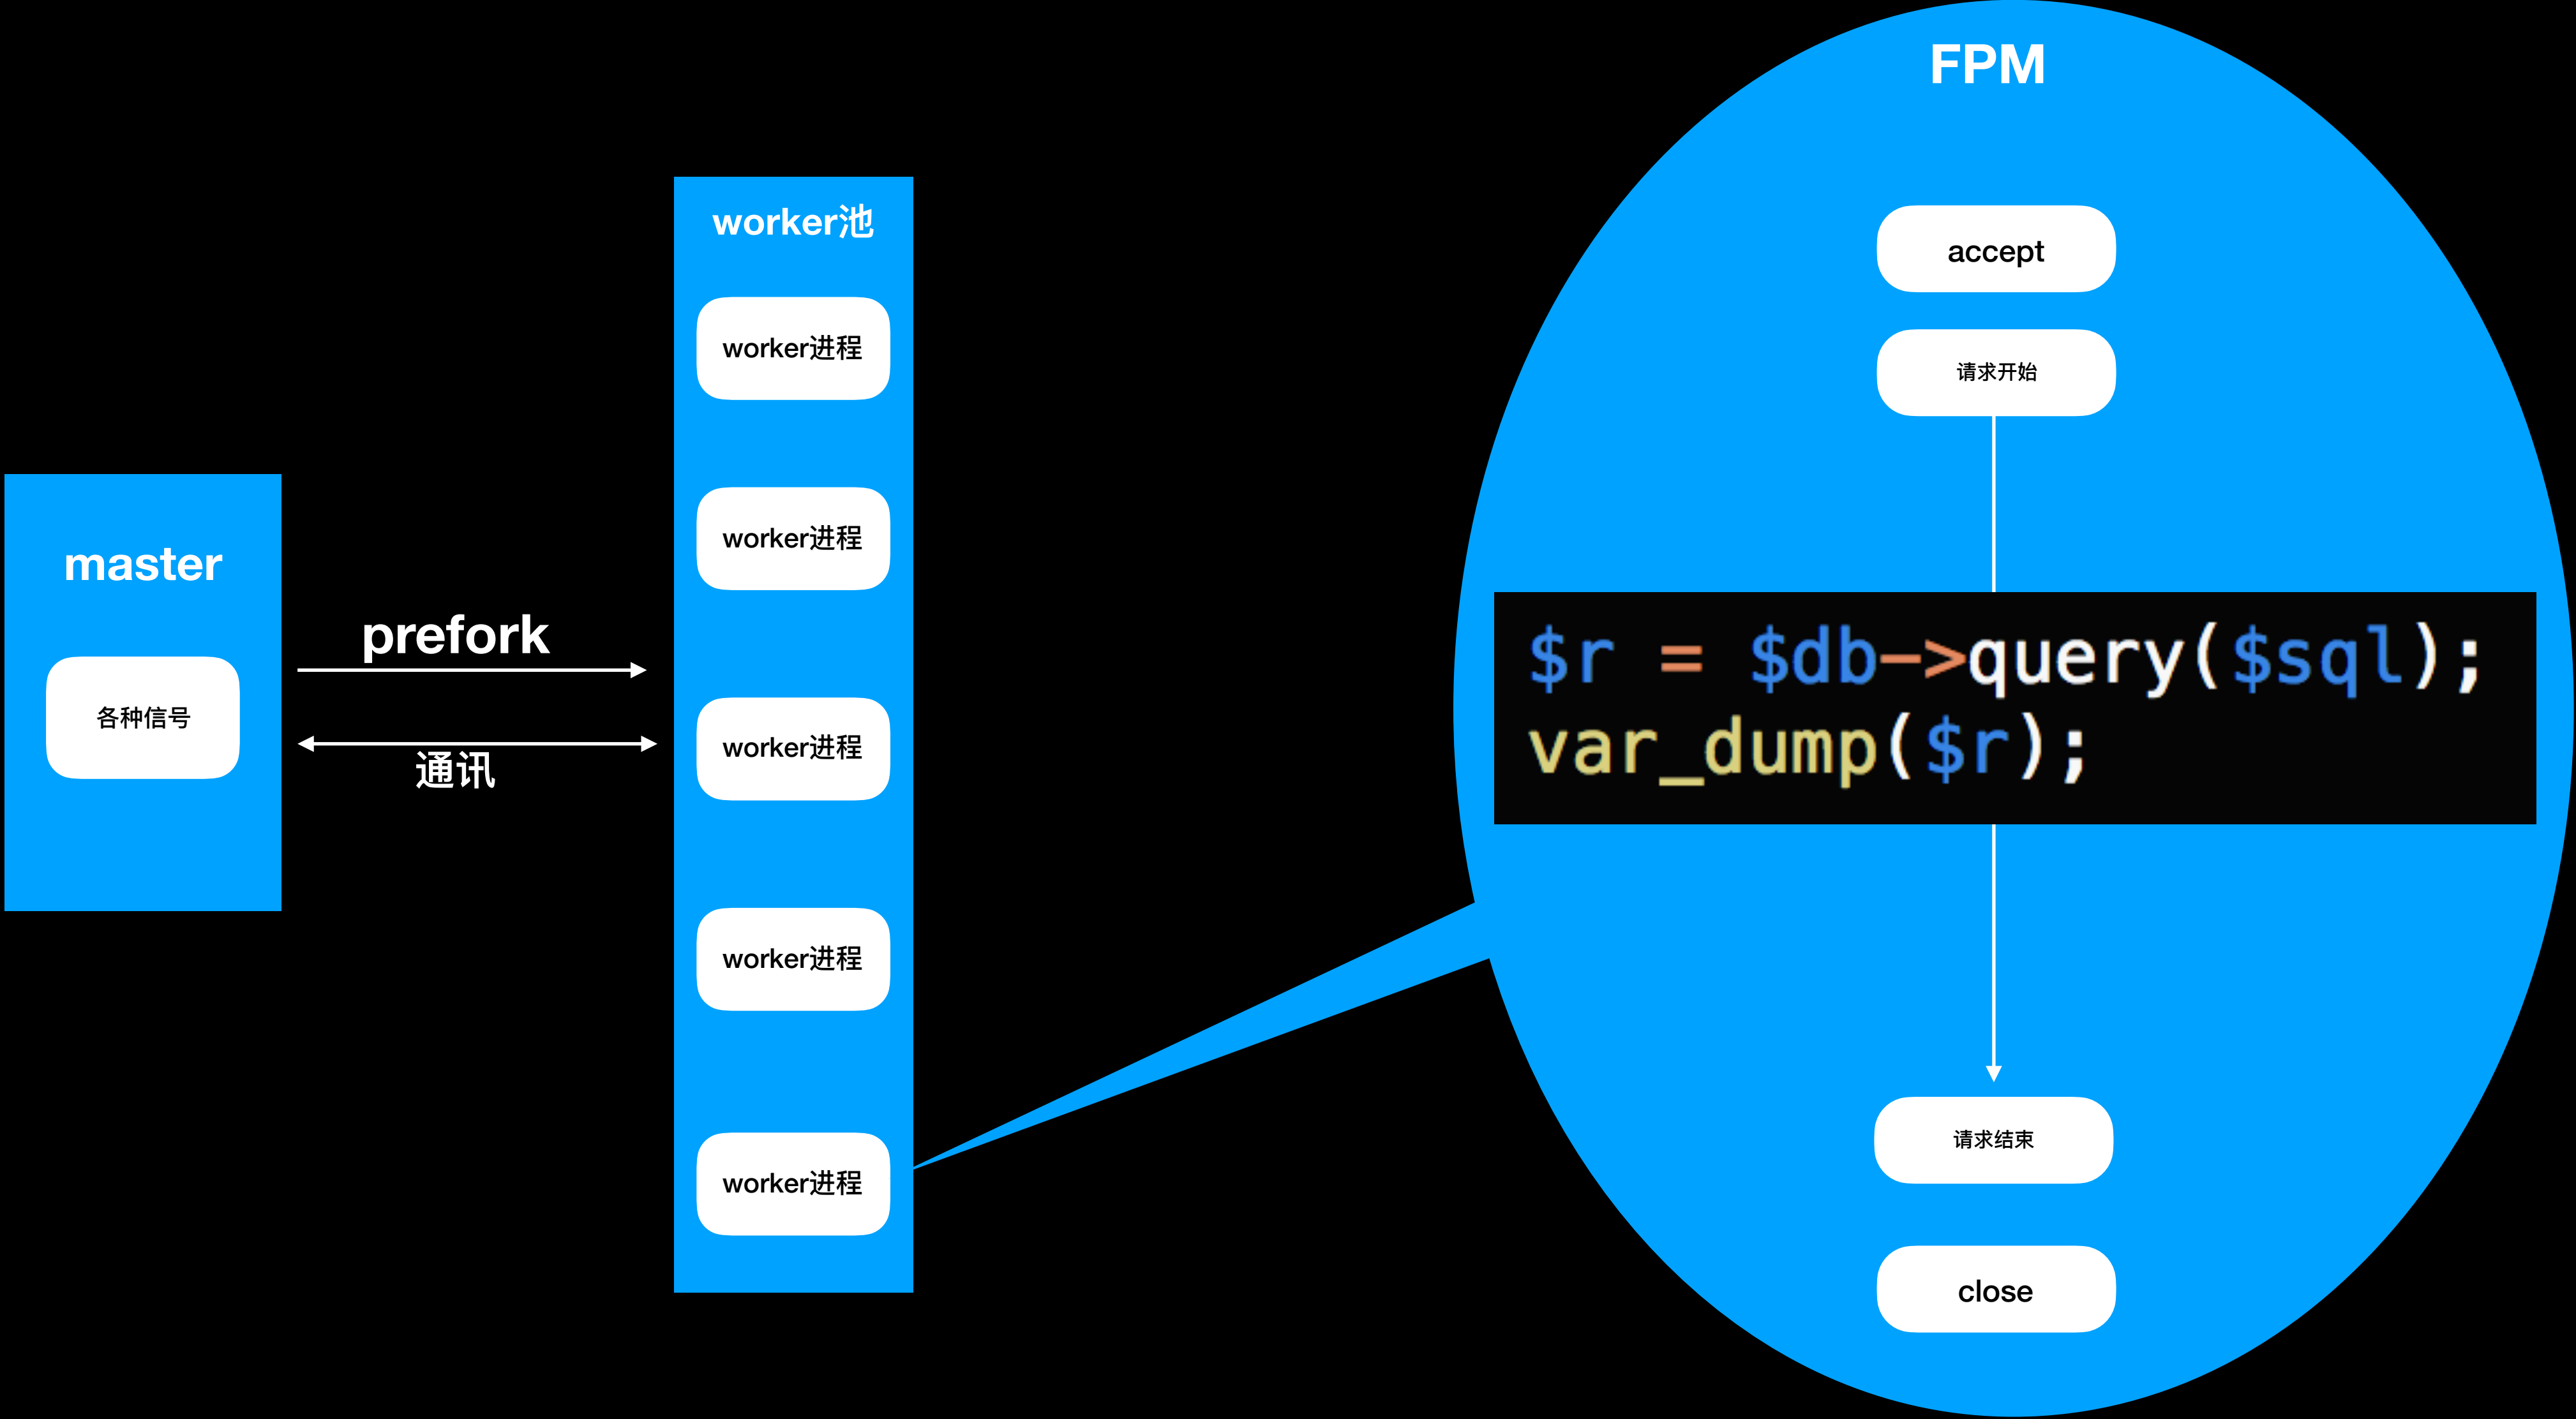 master
各种信号
prefork
通讯
worker池
worker进程
worker进程
worker进程
worker进程
worker进程
FPM
accept
请求开始
$r = $db->query($sql);
var_dump($r);
请求结束
close